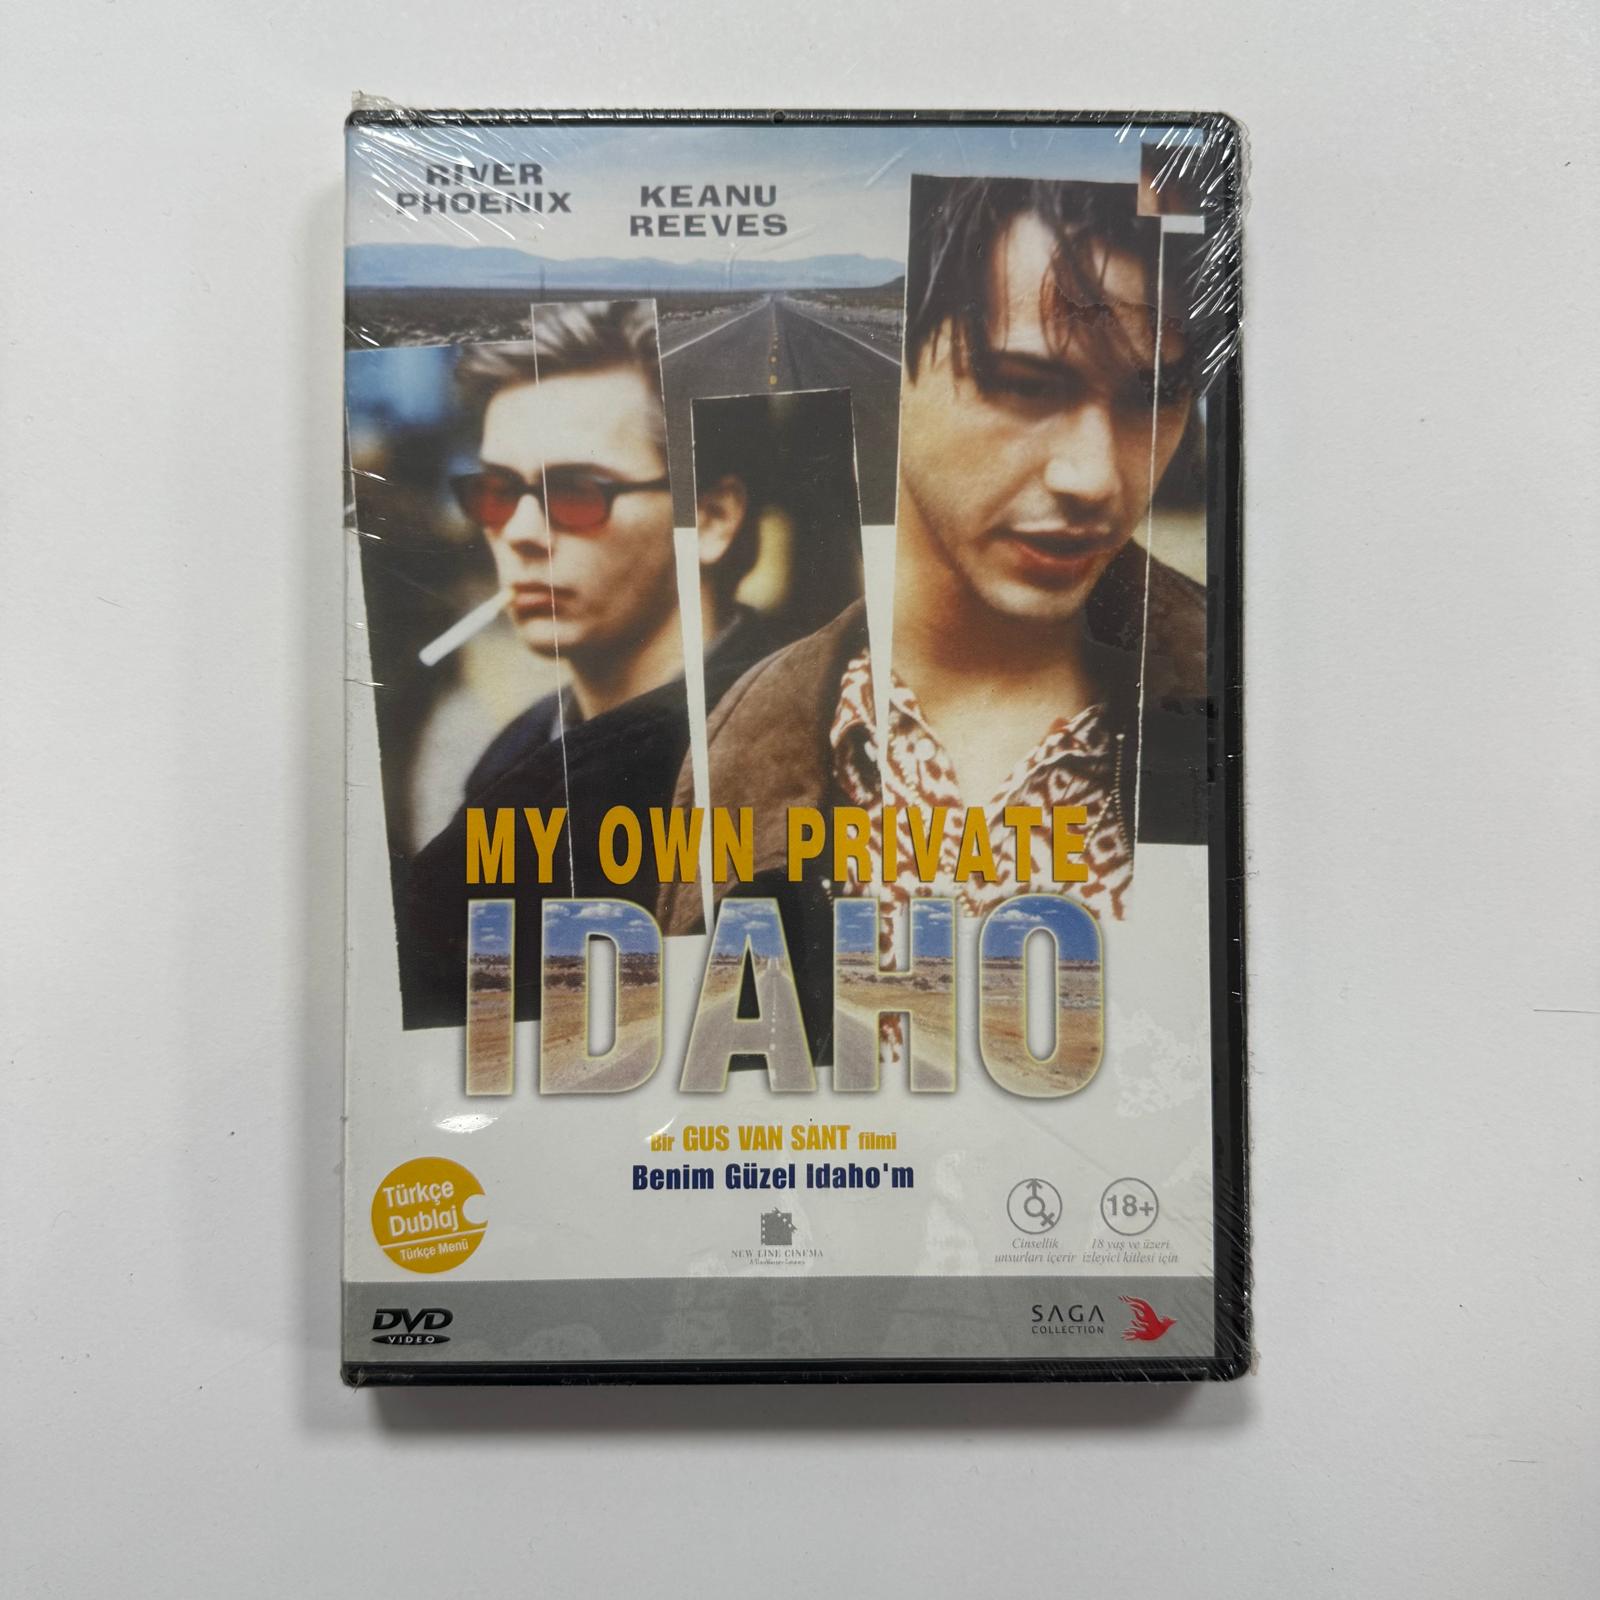 RIVER
PHOENIX
KEANU
REEVES
MY OWN PRIVATE
IDAHO
Bir GUS VAN SANT filmi
Benim Güzel Idaho'm
Türkçe
Dublaj
Türkçe Menü
NEW LINE CINEMA
18+
Cinsellik
unsurları içerir
18 yaş ve üzeri
izleyici kitlesi için
DVD
VIDEO
SAGA
COLLECTION